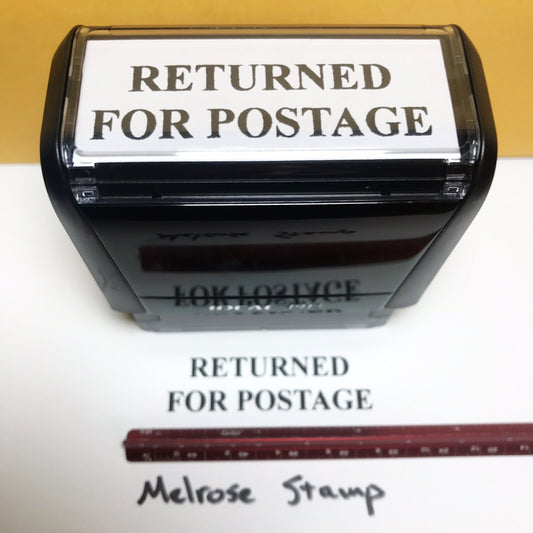 RETURNED
FOR POSTAGE
RETURNED
FOR POSTAGE
Melrose Stamp